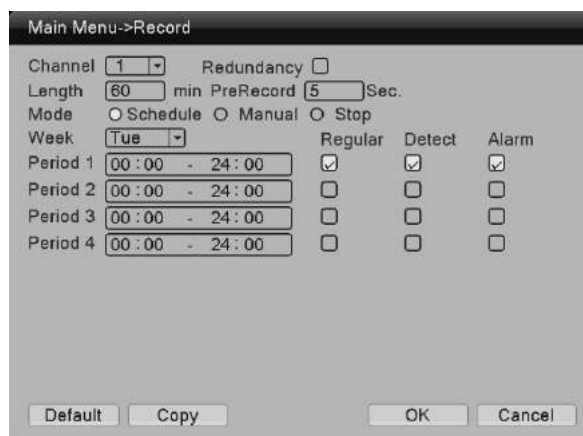 Main Menu->Record
Channel 1 Redundancy
Length 60 min PreRecord 5 Sec.
Mode Schedule Manual Stop
Week Tue Regular Detect Alarm
Period 1 00:00 - 24:00
Period 2 00:00 - 24:00
Period 3 00:00 - 24:00
Period 4 00:00 - 24:00
Default Copy OK Cancel